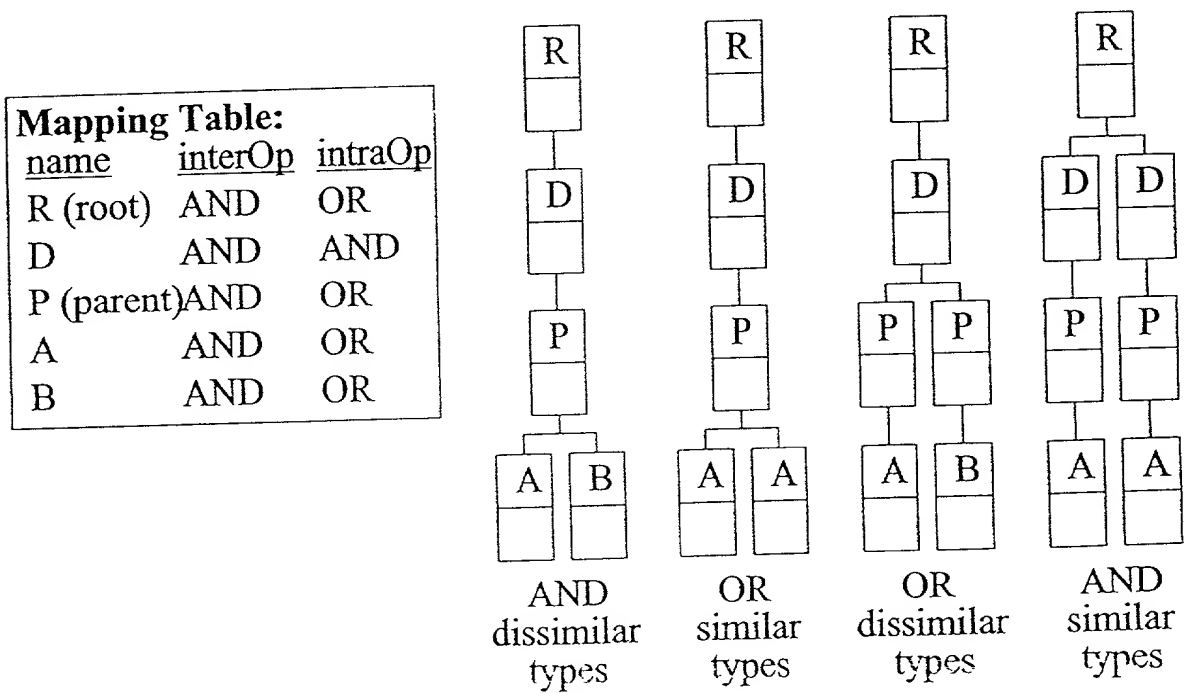 Mapping Table:
name interOp intraOp
R (root) AND OR
D AND AND
P (parent) AND OR
A AND OR
B AND OR
R R R R
D D D D D
P P P P P P
A B A A A B A A
AND
dissimilar
types
OR
similar
types
OR
dissimilar
types
AND
similar
types